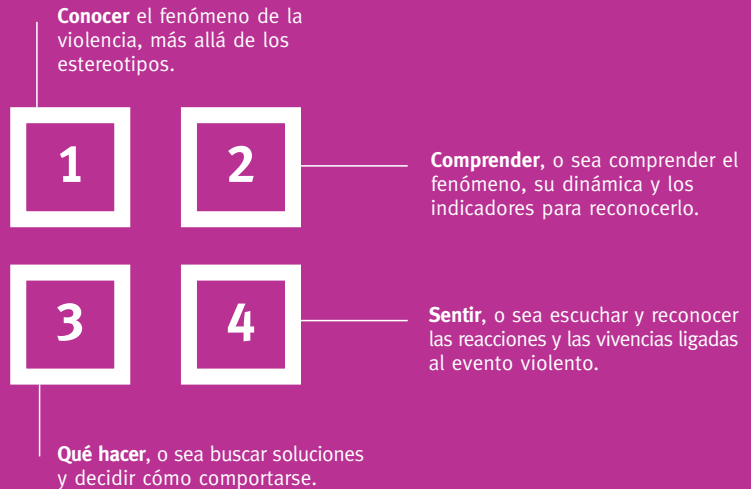 Conocer el fenómeno de la
violencia, más allá de los
estereotipos.
1
2
Comprender, o sea comprender el
fenómeno, su dinámica y los
indicadores para reconocerlo.
3
4
Sentir, o sea escuchar y reconocer
las reacciones y las vivencias ligadas
al evento violento.
Qué hacer, o sea buscar soluciones
y decidir cómo comportarse.